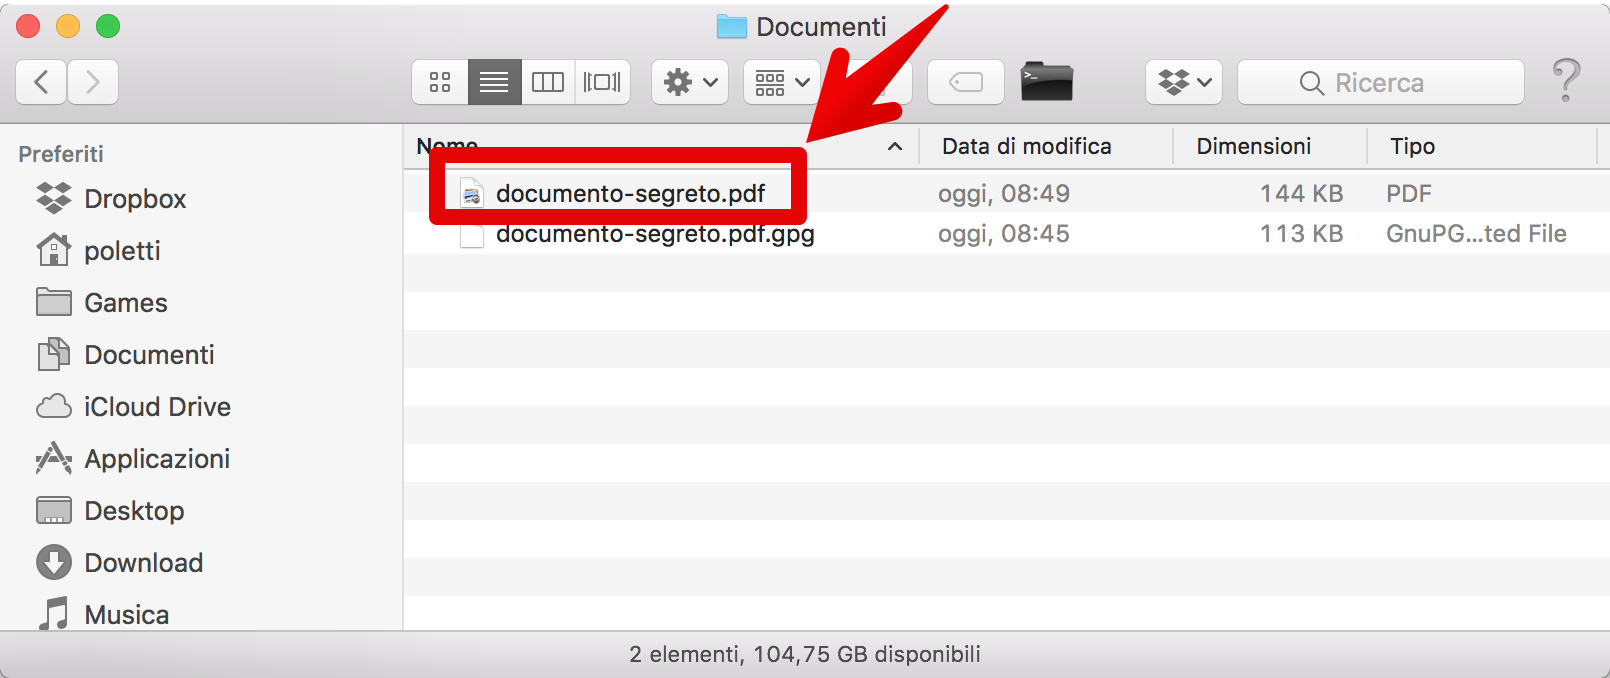 Documenti
Ricerca
Preferiti
Dropbox
poletti
Games
Documenti
iCloud Drive
Applicazioni
Desktop
Download
Musica
Nome Data di modifica Dimensioni Tipo
documento-segreto.pdf oggi, 08:49 144 KB PDF
documento-segreto.pdf.gpg oggi, 08:45 113 KB GnuPG...ted File
2 elementi, 104,75 GB disponibili